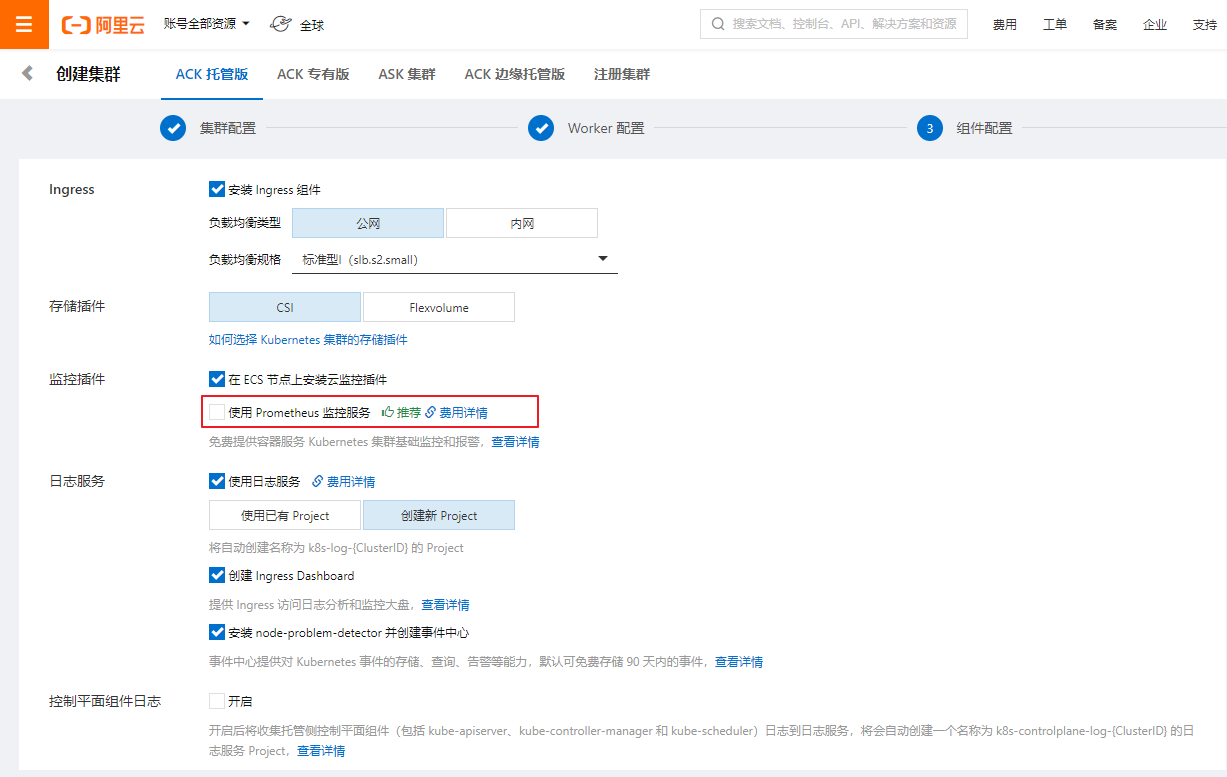 阿里云 账号全部资源 全球 搜索文档、控制台、API、解决方案和资源 费用 工单 备案 企业 支持
创建集群 ACK 托管版 ACK 专有版 ASK 集群 ACK 边缘托管版 注册集群
集群配置 Worker 配置 3 组件配置
Ingress 安装 Ingress 组件
负载均衡类型 公网 内网
负载均衡规格 标准型I（slb.s2.small）
存储插件 CSI Flexvolume
如何选择 Kubernetes 集群的存储插件
监控插件 在 ECS 节点上安装云监控插件
使用 Prometheus 监控服务 推荐 费用详情
免费提供容器服务 Kubernetes 集群基础监控和报警，查看详情
日志服务 使用日志服务 费用详情
使用已有 Project 创建新 Project
将自动创建名称为 k8s-log-{ClusterID} 的 Project
创建 Ingress Dashboard
提供 Ingress 访问日志分析和监控大盘，查看详情
安装 node-problem-detector 并创建事件中心
事件中心提供对 Kubernetes 事件的存储、查询、告警等能力，默认可免费存储 90 天内的事件，查看详情
控制平面组件日志 开启
开启后将收集托管侧控制平面组件（包括 kube-apiserver、kube-controller-manager 和 kube-scheduler）日志到日志服务，将会自动创建一个名称为 k8s-controlplane-log-{ClusterID} 的日
志服务 Project，查看详情